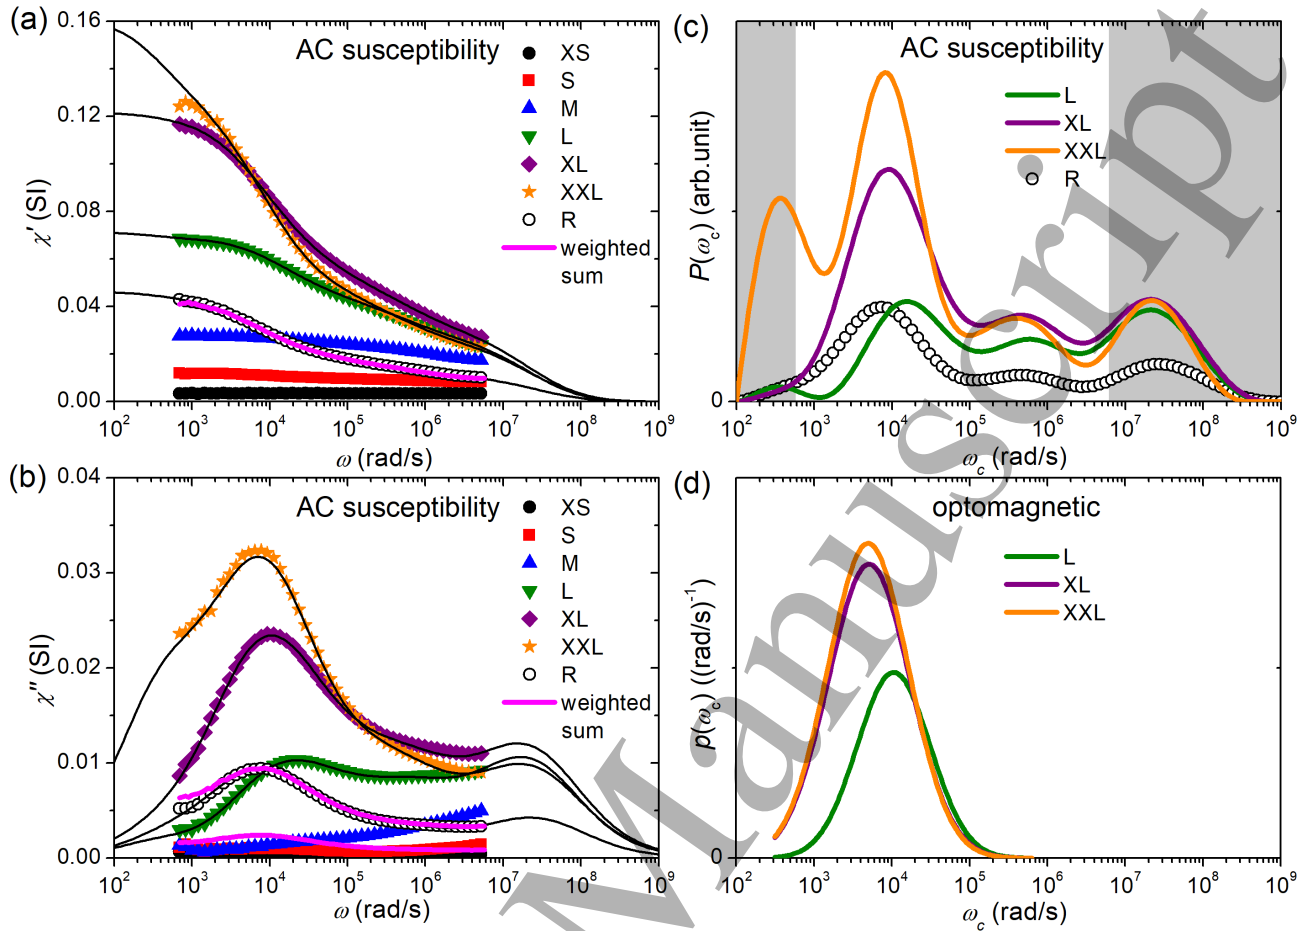 (a)
AC susceptibility
XS
S
M
L
XL
XXL
R
weighted
sum
χ′ (SI)
0.16
0.12
0.08
0.04
0.00
10² 10³ 10⁴ 10⁵ 10⁶ 10⁷ 10⁸ 10⁹
ω (rad/s)
(b)
AC susceptibility
XS
S
M
L
XL
XXL
R
weighted
sum
χ′′ (SI)
0.04
0.03
0.02
0.01
0.00
10² 10³ 10⁴ 10⁵ 10⁶ 10⁷ 10⁸ 10⁹
ω (rad/s)
(c)
AC susceptibility
L
XL
XXL
R
P(ω_c) (arb.unit)
0
10² 10³ 10⁴ 10⁵ 10⁶ 10⁷ 10⁸ 10⁹
ω_c (rad/s)
(d)
optomagnetic
L
XL
XXL
p(ω_c) ((rad/s)⁻¹)
0
10² 10³ 10⁴ 10⁵ 10⁶ 10⁷ 10⁸ 10⁹
ω_c (rad/s)
Manuscript